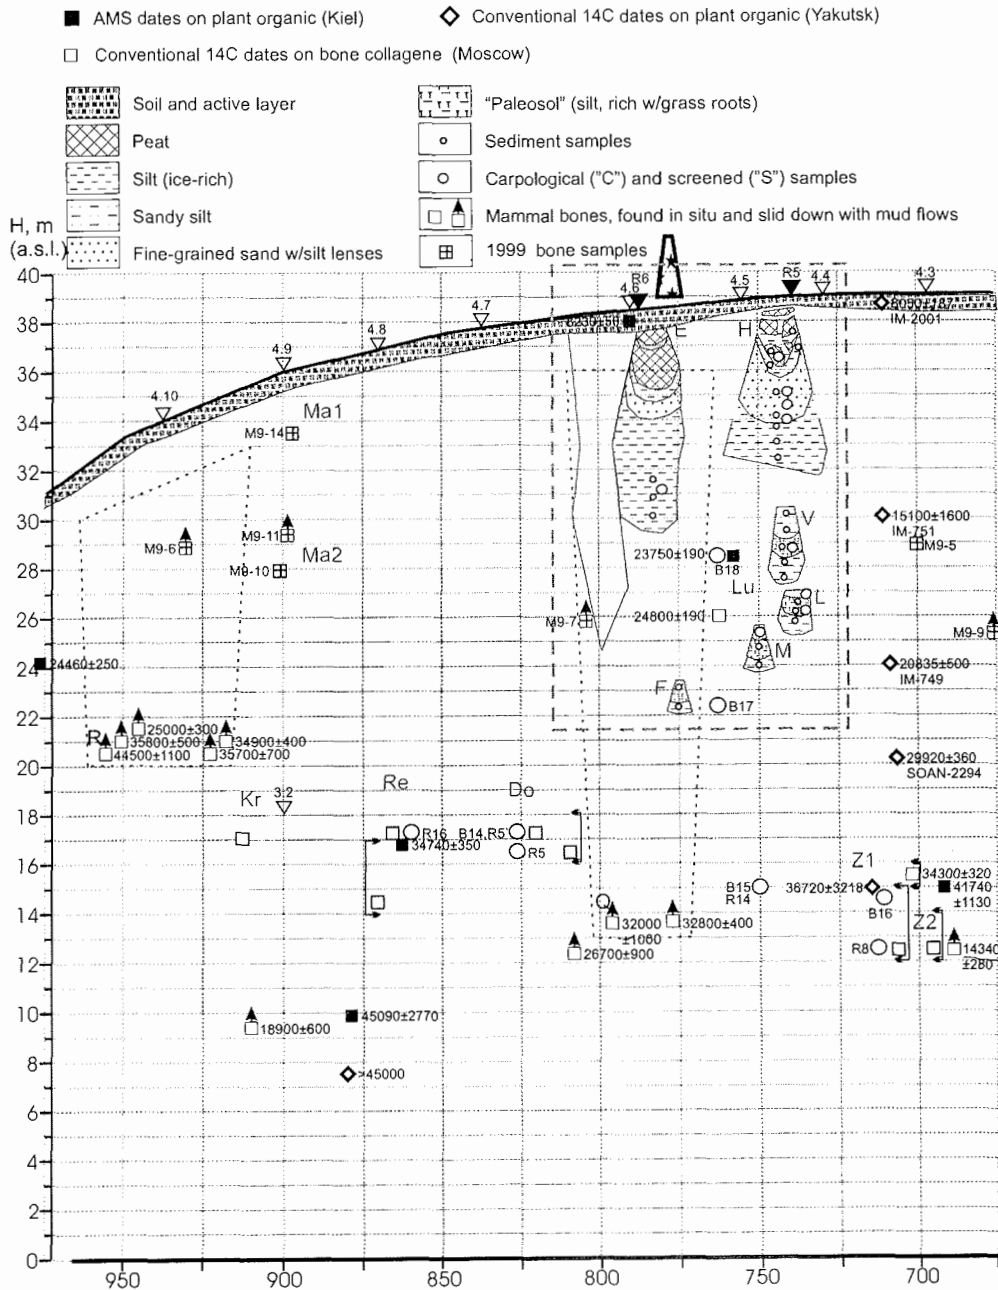 AMS dates on plant organic (Kiel)
Conventional 14C dates on plant organic (Yakutsk)
Conventional 14C dates on bone collagene (Moscow)
Soil and active layer
"Paleosol" (silt, rich w/grass roots)
Peat
Sediment samples
Silt (ice-rich)
Carpological ("C") and screened ("S") samples
Sandy silt
Mammal bones, found in situ and slid down with mud flows
Fine-grained sand w/silt lenses
1999 bone samples
H, m
(a.s.l.)
40
R6
4.6
4.5
R5
4.4
4.3
IM-2001
38
4.7
E
H
4.8
36
4.9
4.10
34
Ma1
M9-14
32
30
V
15100±1600
IM-751
M9-11
M9-6
Ma2
M9-5
28
M9-10
23750±190
B18
Lu
L
26
M9-7
24800±190
M9-9
M
24
24460±250
20835±500
IM-749
F
B17
22
25000±300
R
35800±500
34900±400
44500±1100
35700±700
20
29920±360
SOAN-2294
Kr
3.2
Re
Do
18
R16
B14,R5
34740±350
R5
16
Z1
34300±320
B15
R14
36720±3218
41740
±1130
B16
14
Z2
32000
±1060
32800±400
R8
14340
±280
12
26700±900
10
18900±600
45090±2770
8
>45000
6
4
3
2
1
0
950
900
850
800
750
700